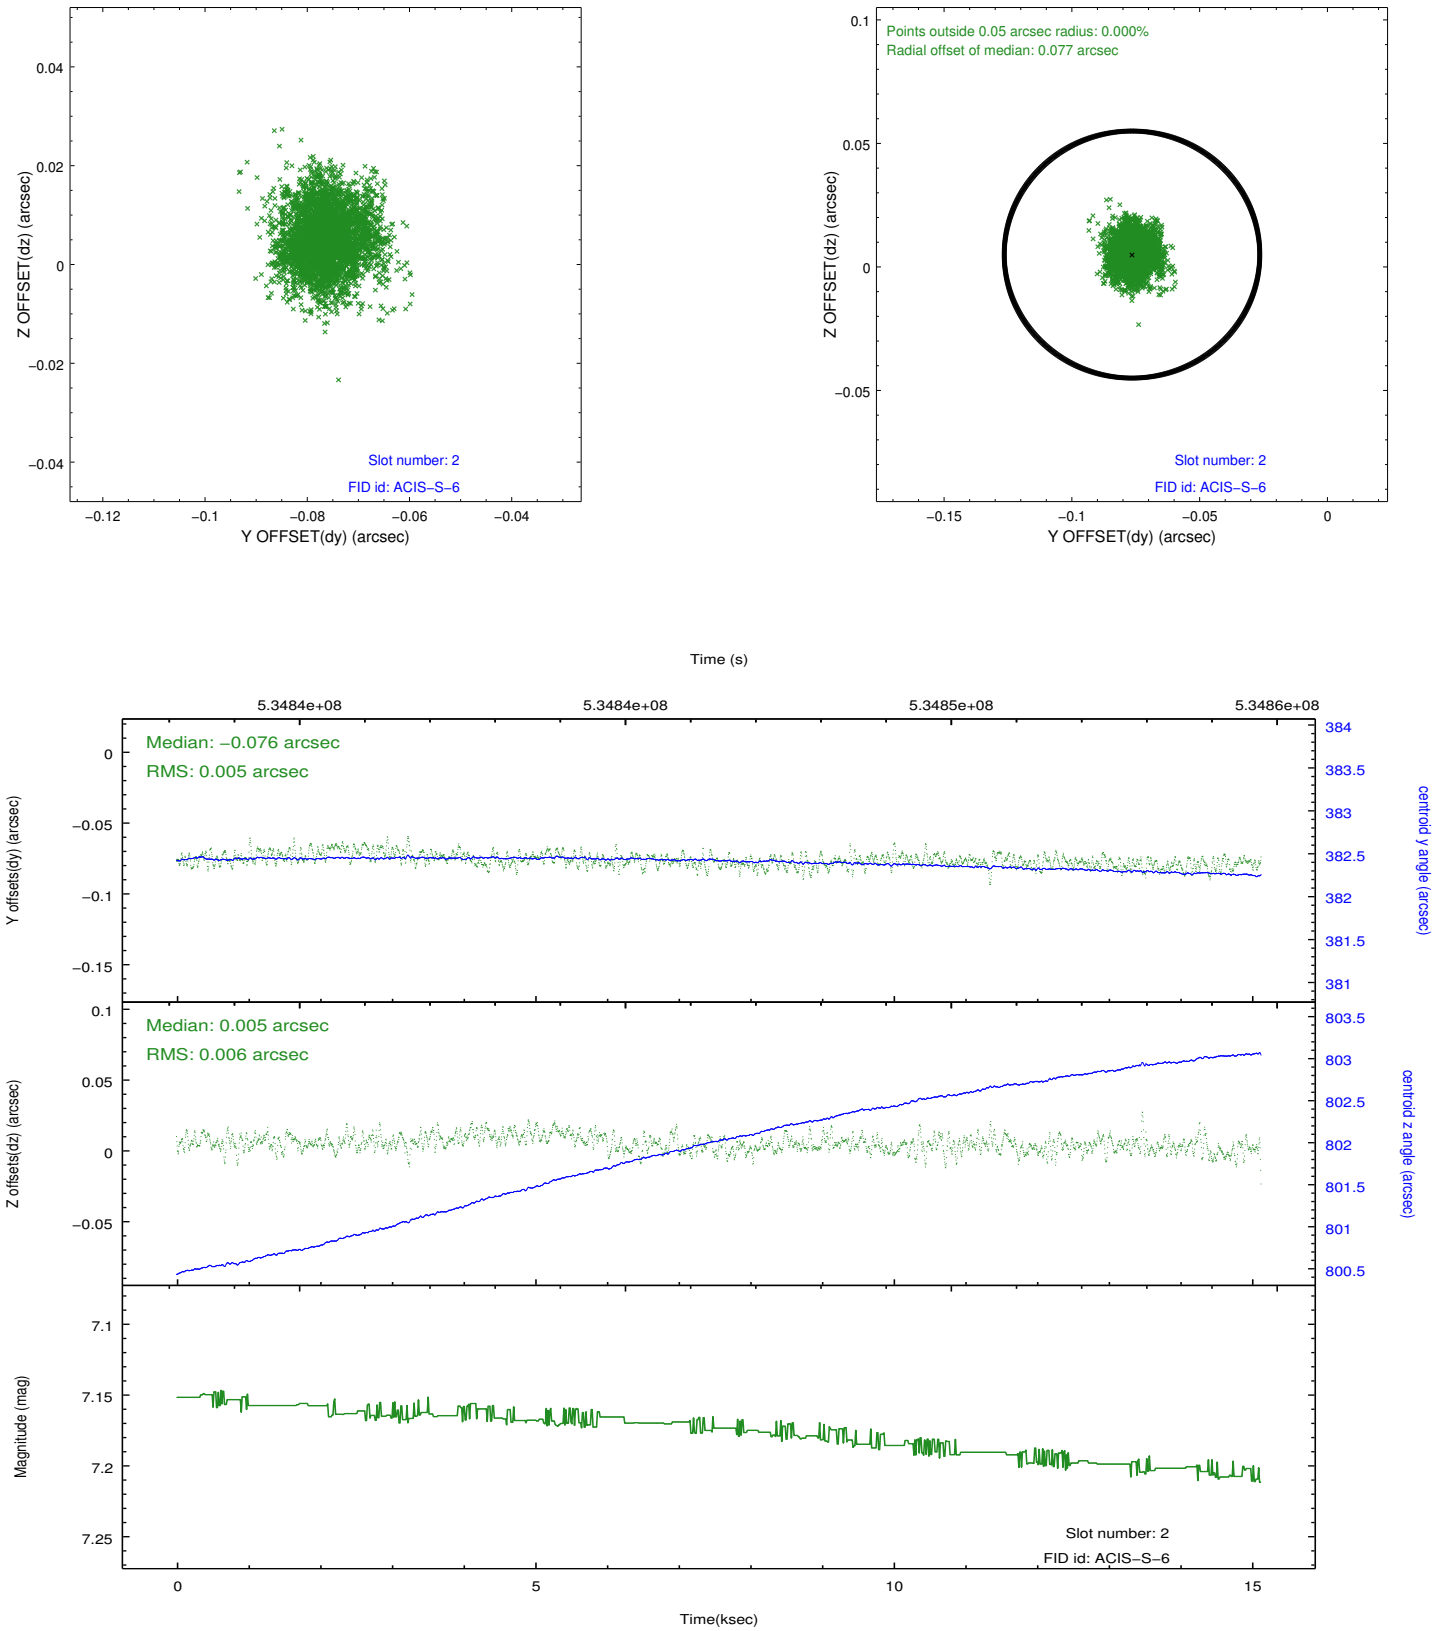 0.04
0.02
0
−0.02
−0.04
Z OFFSET(dz) (arcsec)
Slot number: 2
FID id: ACIS−S−6
−0.12
−0.1
−0.08
−0.06
−0.04
Y OFFSET(dy) (arcsec)
Points outside 0.05 arcsec radius: 0.000%
Radial offset of median: 0.077 arcsec
0.1
0.05
0
−0.05
Z OFFSET(dz) (arcsec)
Slot number: 2
FID id: ACIS−S−6
−0.15
−0.1
−0.05
0
Y OFFSET(dy) (arcsec)
Time (s)
5.3484e+08
5.3484e+08
5.3485e+08
5.3486e+08
Median: −0.076 arcsec
RMS: 0.005 arcsec
0
−0.05
−0.1
−0.15
Y offsets(dy) (arcsec)
384
383.5
383
382.5
382
381.5
381
centroid y angle (arcsec)
Median: 0.005 arcsec
RMS: 0.006 arcsec
0.1
0.05
0
−0.05
Z offsets(dz) (arcsec)
803.5
803
802.5
802
801.5
801
800.5
centroid z angle (arcsec)
7.1
7.15
7.2
7.25
Magnitude (mag)
Slot number: 2
FID id: ACIS−S−6
0
5
10
15
Time(ksec)